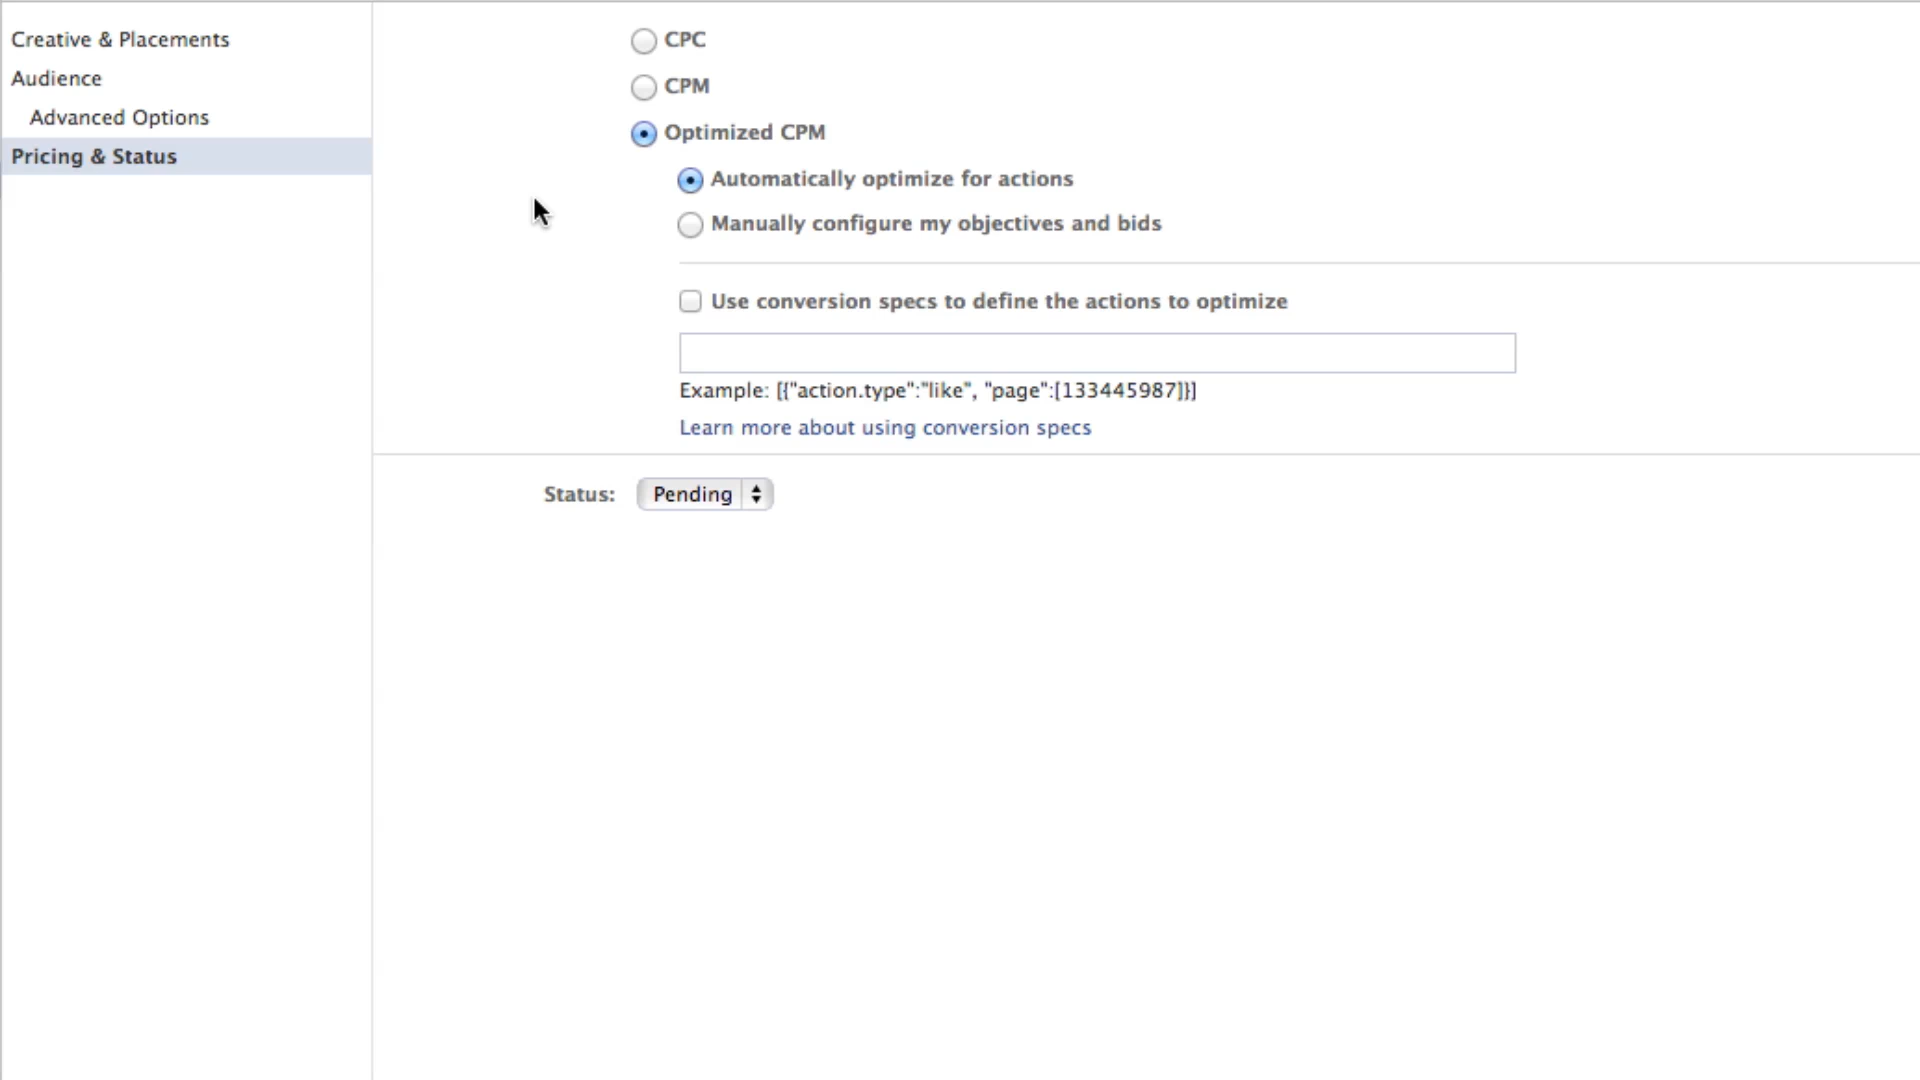 Creative & Placements
Audience
Advanced Options
Pricing & Status
CPC
CPM
Optimized CPM
Automatically optimize for actions
Manually configure my objectives and bids
Use conversion specs to define the actions to optimize
Example: [{"action.type":"like", "page":[133445987]}]
Learn more about using conversion specs
Status: Pending